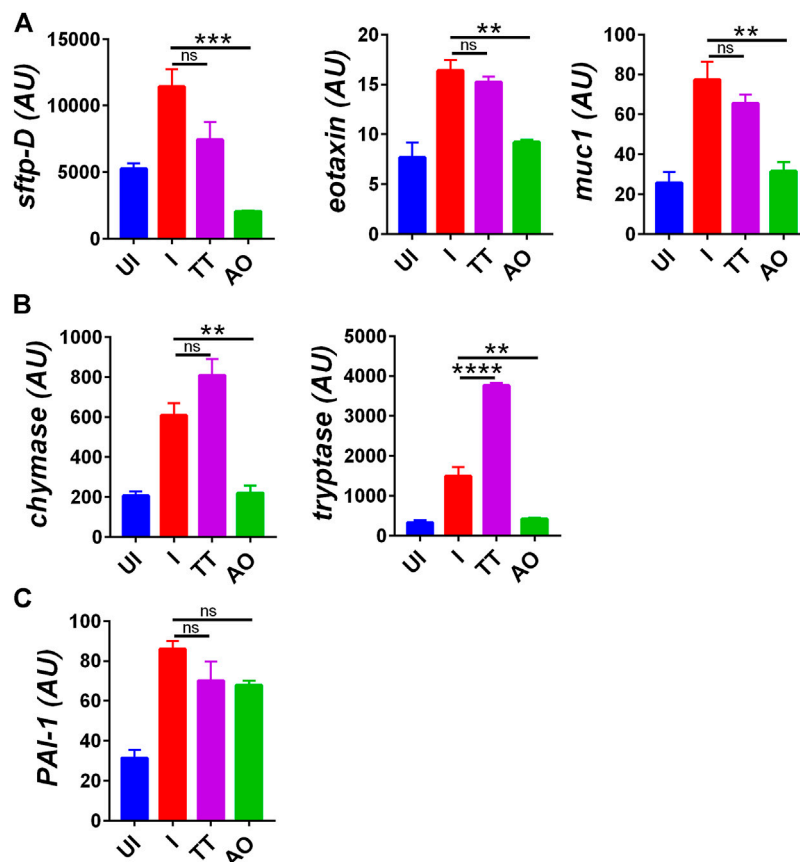 A
sftp-D (AU)
15000
10000
5000
0
***
ns
UI
I
TT
AO
eotaxin (AU)
20
15
10
5
0
**
ns
UI
I
TT
AO
muc1 (AU)
100
80
60
40
20
0
**
ns
UI
I
TT
AO
B
chymase (AU)
1000
800
600
400
200
0
**
ns
UI
I
TT
AO
tryptase (AU)
5000
4000
3000
2000
1000
0
**
****
UI
I
TT
AO
C
PAI-1 (AU)
100
80
60
40
20
0
ns
ns
UI
I
TT
AO